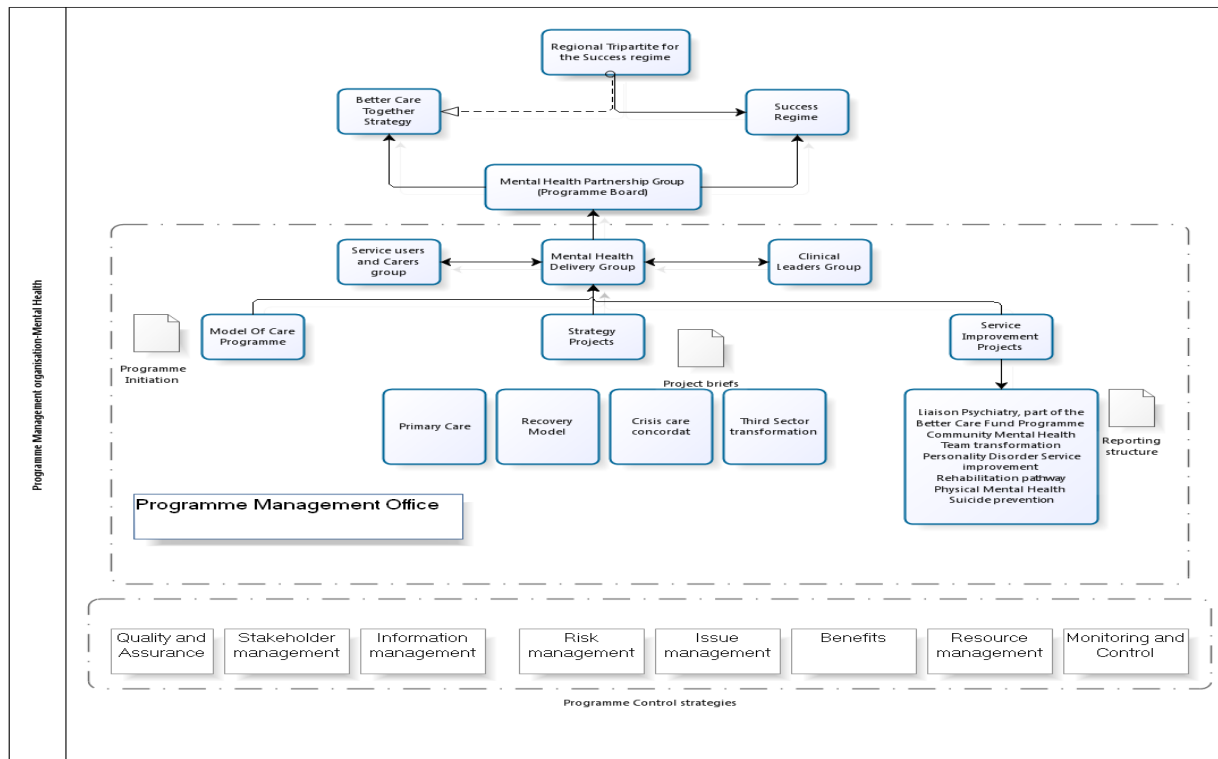 Programme Management organisation-Mental Health
Regional Tripartite for
the Success regime
Better Care
Together
Strategy
Success
Regime
Mental Health Partnership Group
(Programme Board)
Service users
and Carers
group
Mental Health
Delivery Group
Clinical
Leaders Group
Model Of Care
Programme
Strategy
Projects
Service
Improvement
Projects
Programme
Initiation
Project briefs
Primary Care
Recovery
Model
Crisis care
concordat
Third Sector
transformation
Liaison Psychiatry, part of the
Better Care Fund Programme
Community Mental Health
Team transformation
Personality Disorder Service
improvement
Rehabilitation pathway
Physical Mental Health
Suicide prevention
Reporting
structure
Programme Management Office
Quality and
Assurance
Stakeholder
management
Information
management
Risk
management
Issue
management
Benefits
Resource
management
Monitoring and
Control
Programme Control strategies